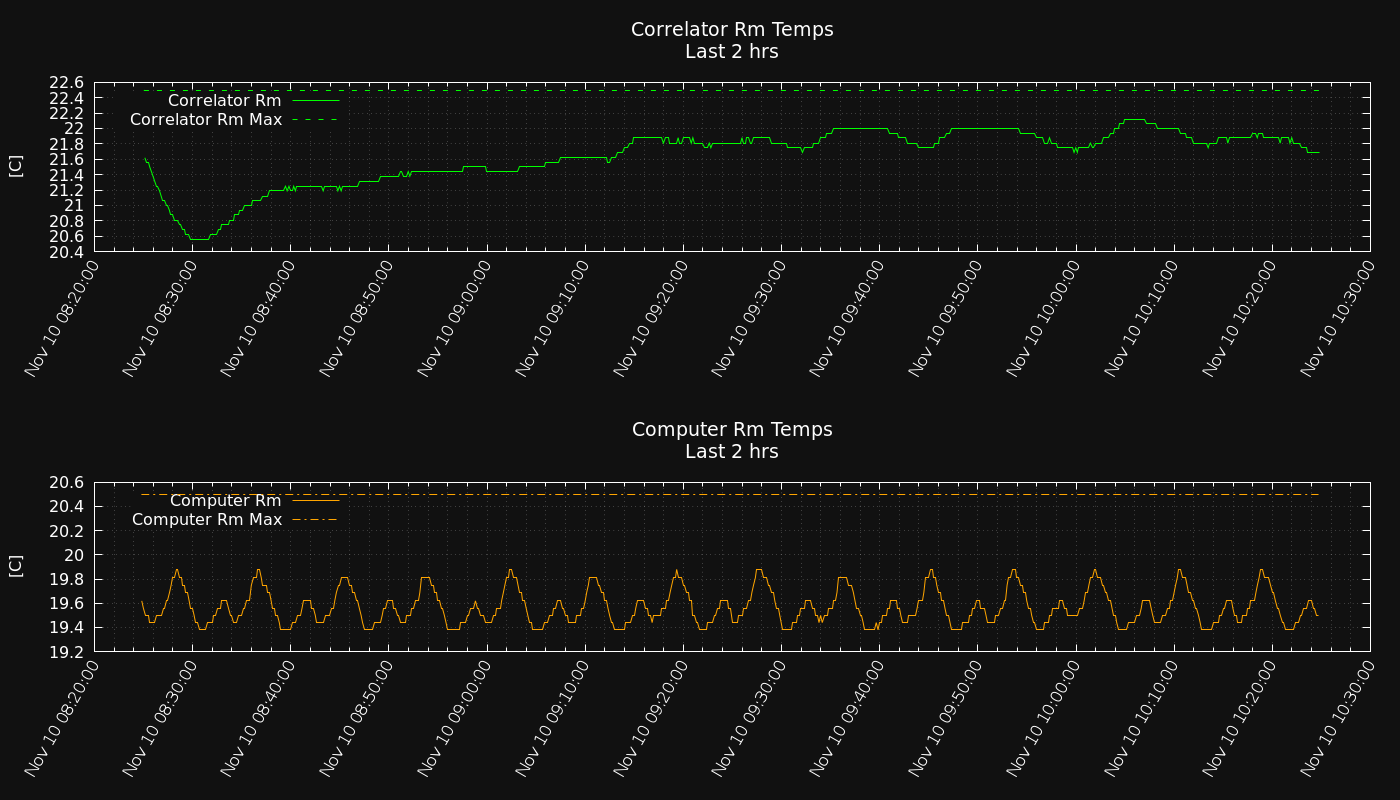 Correlator Rm Temps
Last 2 hrs
22.6
22.4
22.2
22
21.8
21.6
21.4
21.2
21
20.8
20.6
20.4
[C]
Correlator Rm
Correlator Rm Max
Nov 10 08:20:00
Nov 10 08:30:00
Nov 10 08:40:00
Nov 10 08:50:00
Nov 10 09:00:00
Nov 10 09:10:00
Nov 10 09:20:00
Nov 10 09:30:00
Nov 10 09:40:00
Nov 10 09:50:00
Nov 10 10:00:00
Nov 10 10:10:00
Nov 10 10:20:00
Nov 10 10:30:00
Computer Rm Temps
Last 2 hrs
20.6
20.4
20.2
20
19.8
19.6
19.4
19.2
[C]
Computer Rm
Computer Rm Max
Nov 10 08:20:00
Nov 10 08:30:00
Nov 10 08:40:00
Nov 10 08:50:00
Nov 10 09:00:00
Nov 10 09:10:00
Nov 10 09:20:00
Nov 10 09:30:00
Nov 10 09:40:00
Nov 10 09:50:00
Nov 10 10:00:00
Nov 10 10:10:00
Nov 10 10:20:00
Nov 10 10:30:00